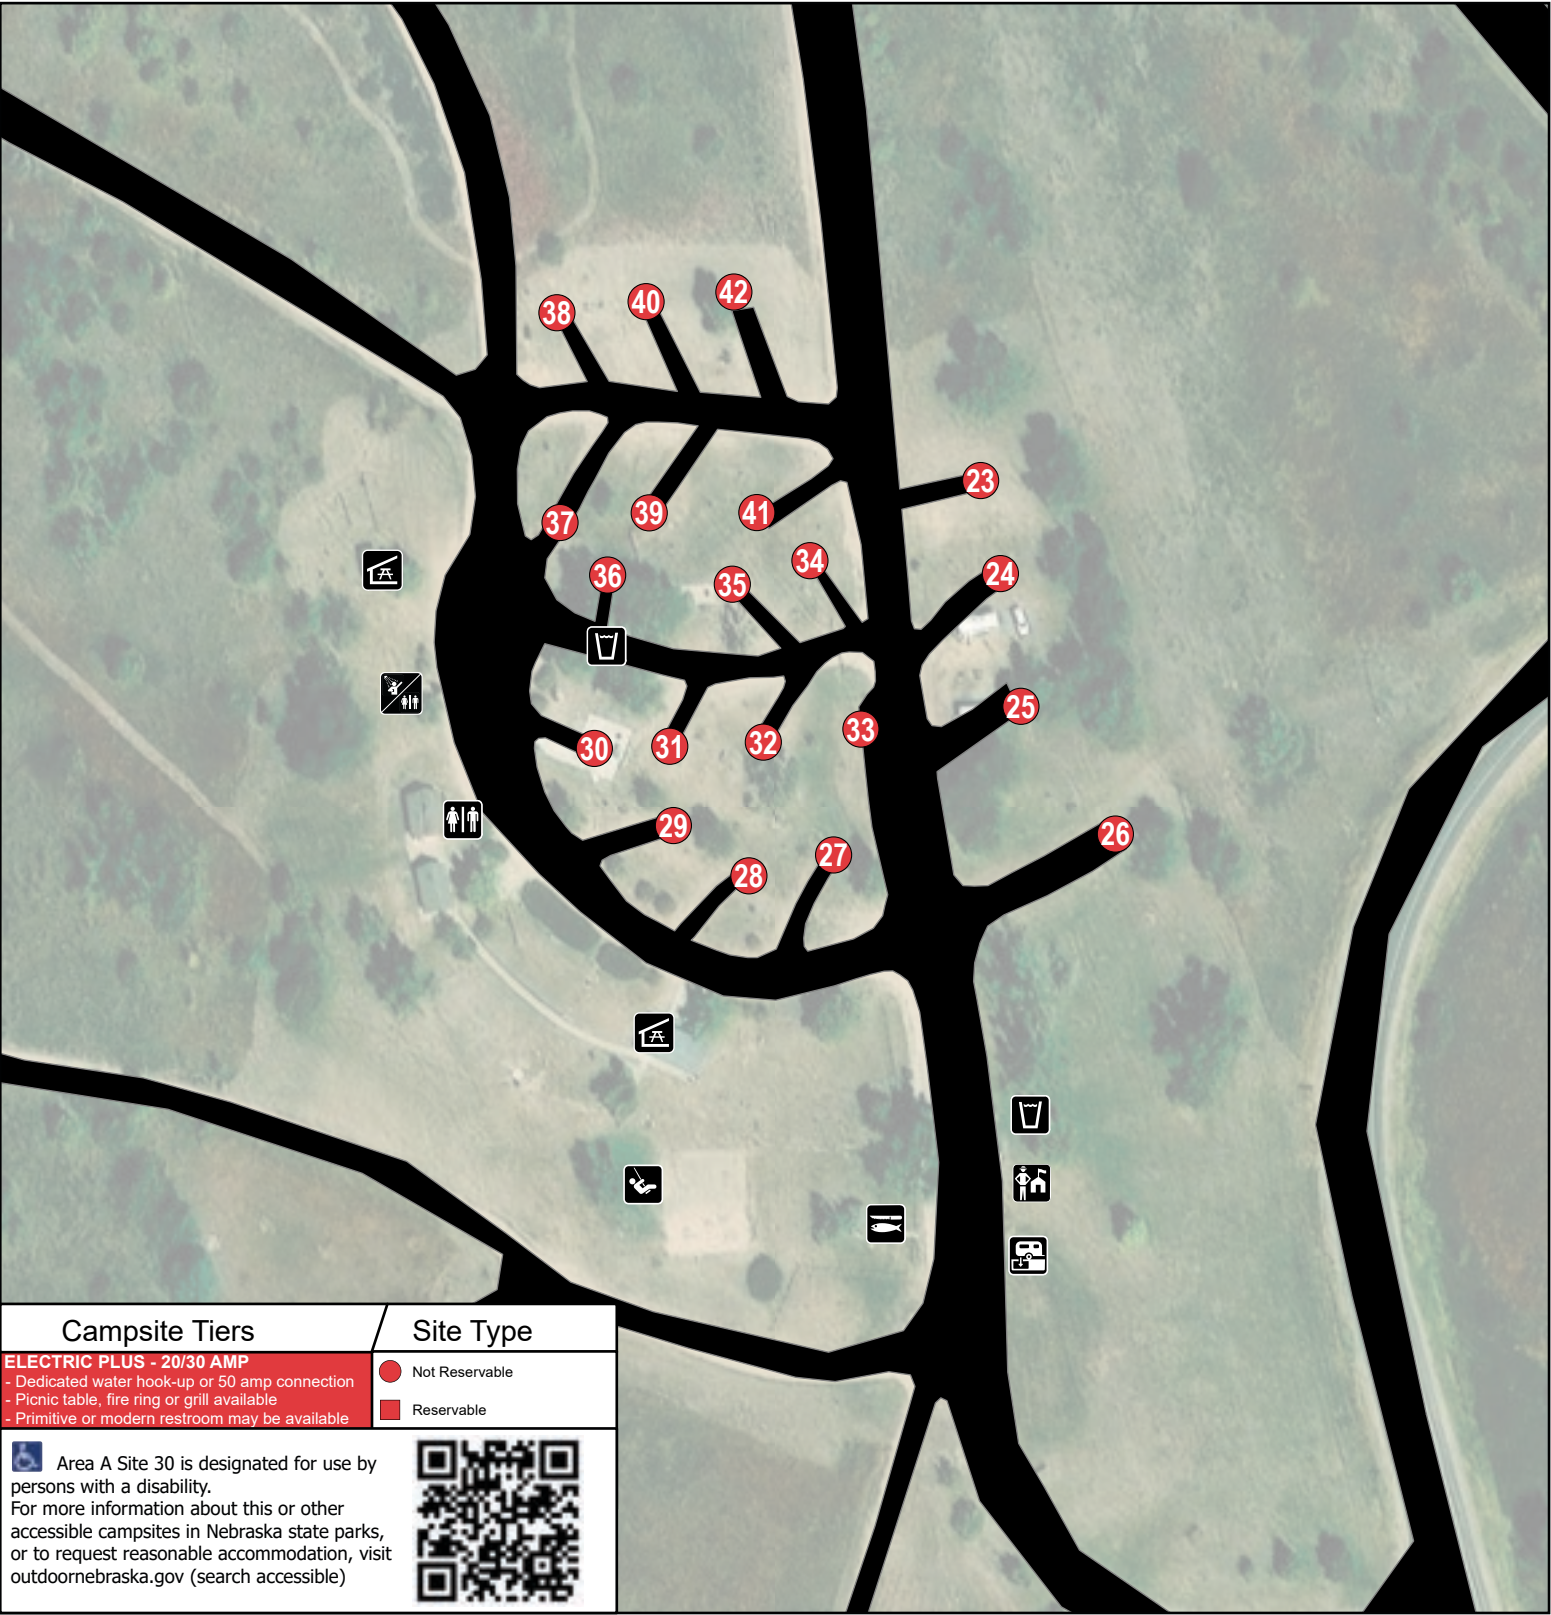 38
40
42
23
37
39
41
36
35
34
24
30
31
32
33
25
29
28
27
26
Campsite Tiers
Site Type
ELECTRIC PLUS - 20/30 AMP
- Dedicated water hook-up or 50 amp connection
- Picnic table, fire ring or grill available
- Primitive or modern restroom may be available
Not Reservable
Reservable
Area A Site 30 is designated for use by
persons with a disability.
For more information about this or other
accessible campsites in Nebraska state parks,
or to request reasonable accommodation, visit
outdoornebraska.gov (search accessible)